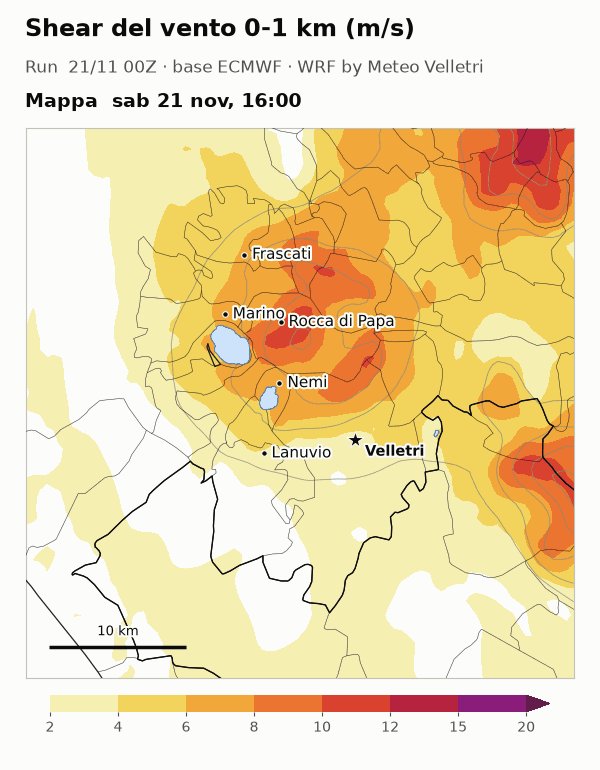 Shear del vento 0-1 km (m/s)
Run  21/11 00Z · base ECMWF · WRF by Meteo Velletri
Mappa  sab 21 nov, 16:00
Frascati
Marino
Rocca di Papa
Nemi
Velletri
Lanuvio
10 km
2 4 6 8 10 12 15 20